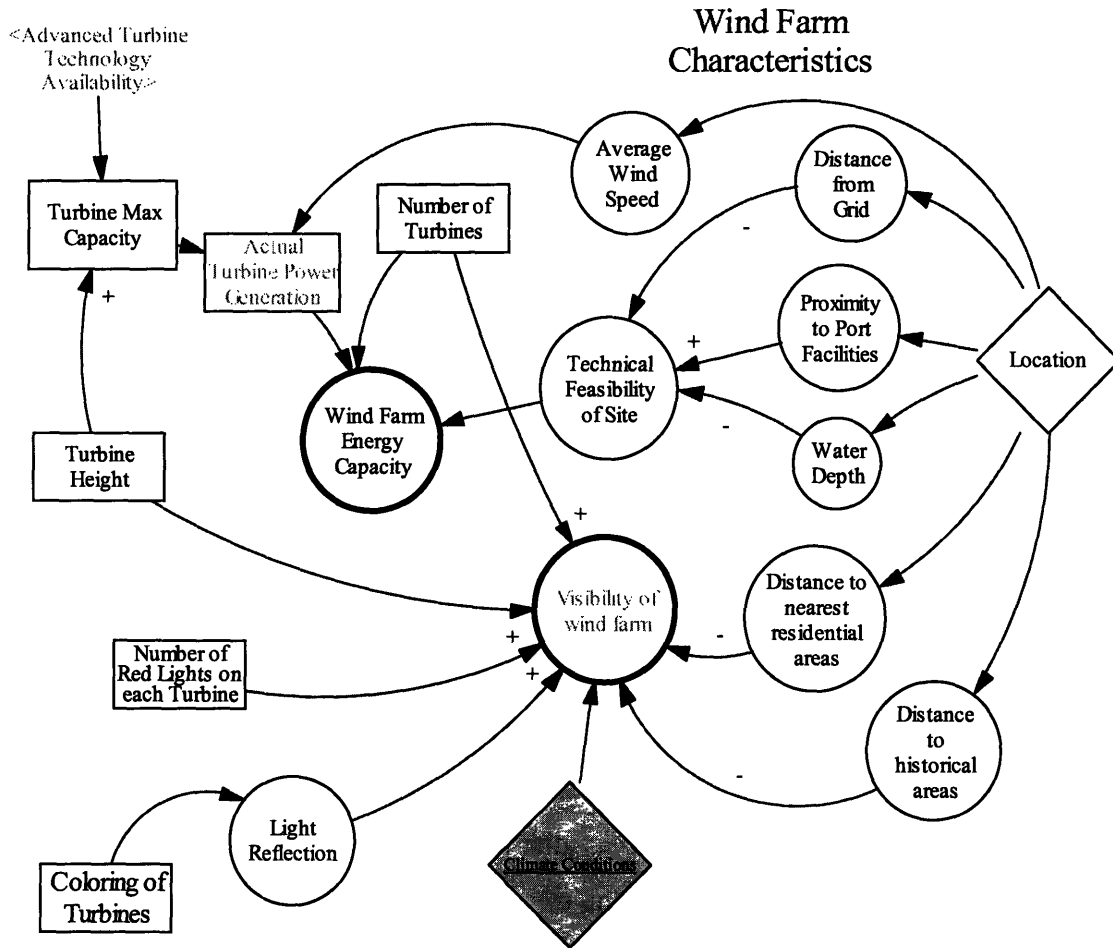 Wind Farm
Characteristics
<Advanced Turbine
Technology
Availability>
Turbine Max
Capacity
+
Actual
Turbine Power
Generation
Number of
Turbines
Average
Wind
Speed
Distance
from
Grid
-
Proximity
to Port
Facilities
+
Technical
Feasibility
of Site
Location
Wind Farm
Energy
Capacity
-
Water
Depth
Turbine
Height
+
Visibility of
wind farm
Distance to
nearest
residential
areas
-
+
Number of
Red Lights on
each Turbine
+
Distance
to
historical
areas
-
Light
Reflection
Climate Conditions
Coloring of
Turbines